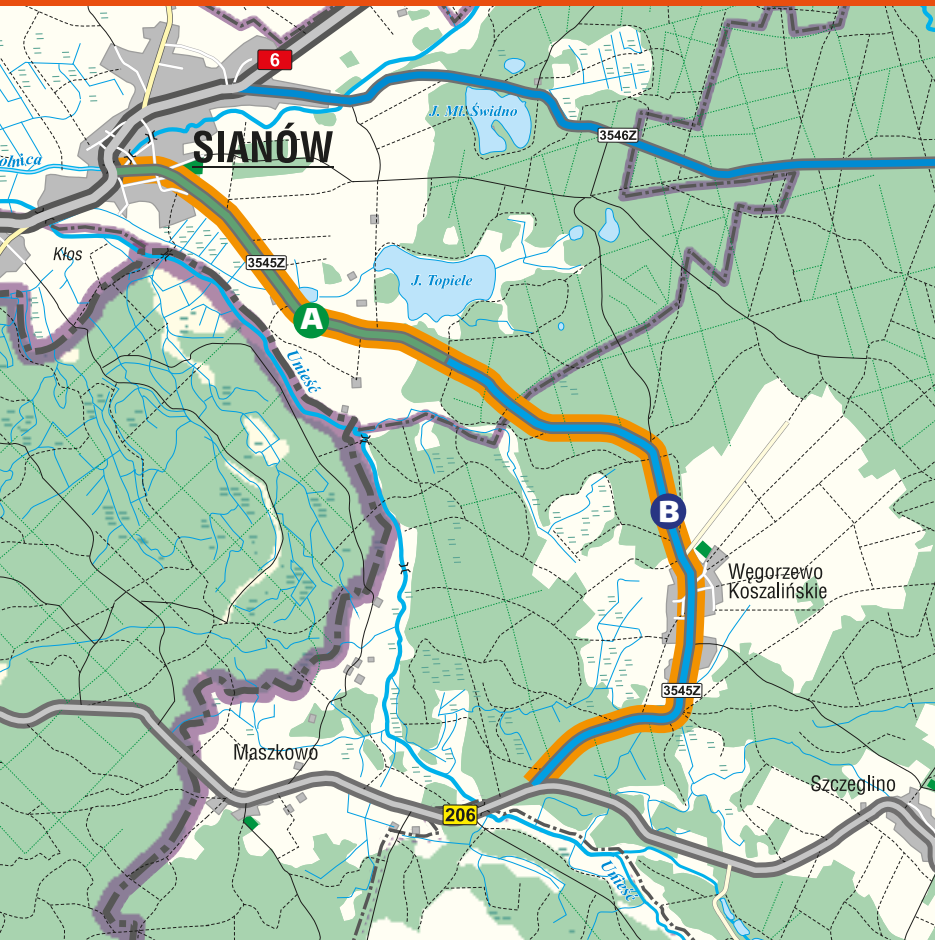 6
J. Mł. Świdno
3546Z
SIANÓW
Kłos
3545Z
J. Topiele
A
Unieść
B
Węgorzewo
Koszalińskie
3545Z
Maszkowo
Szczeglino
206
Unieść